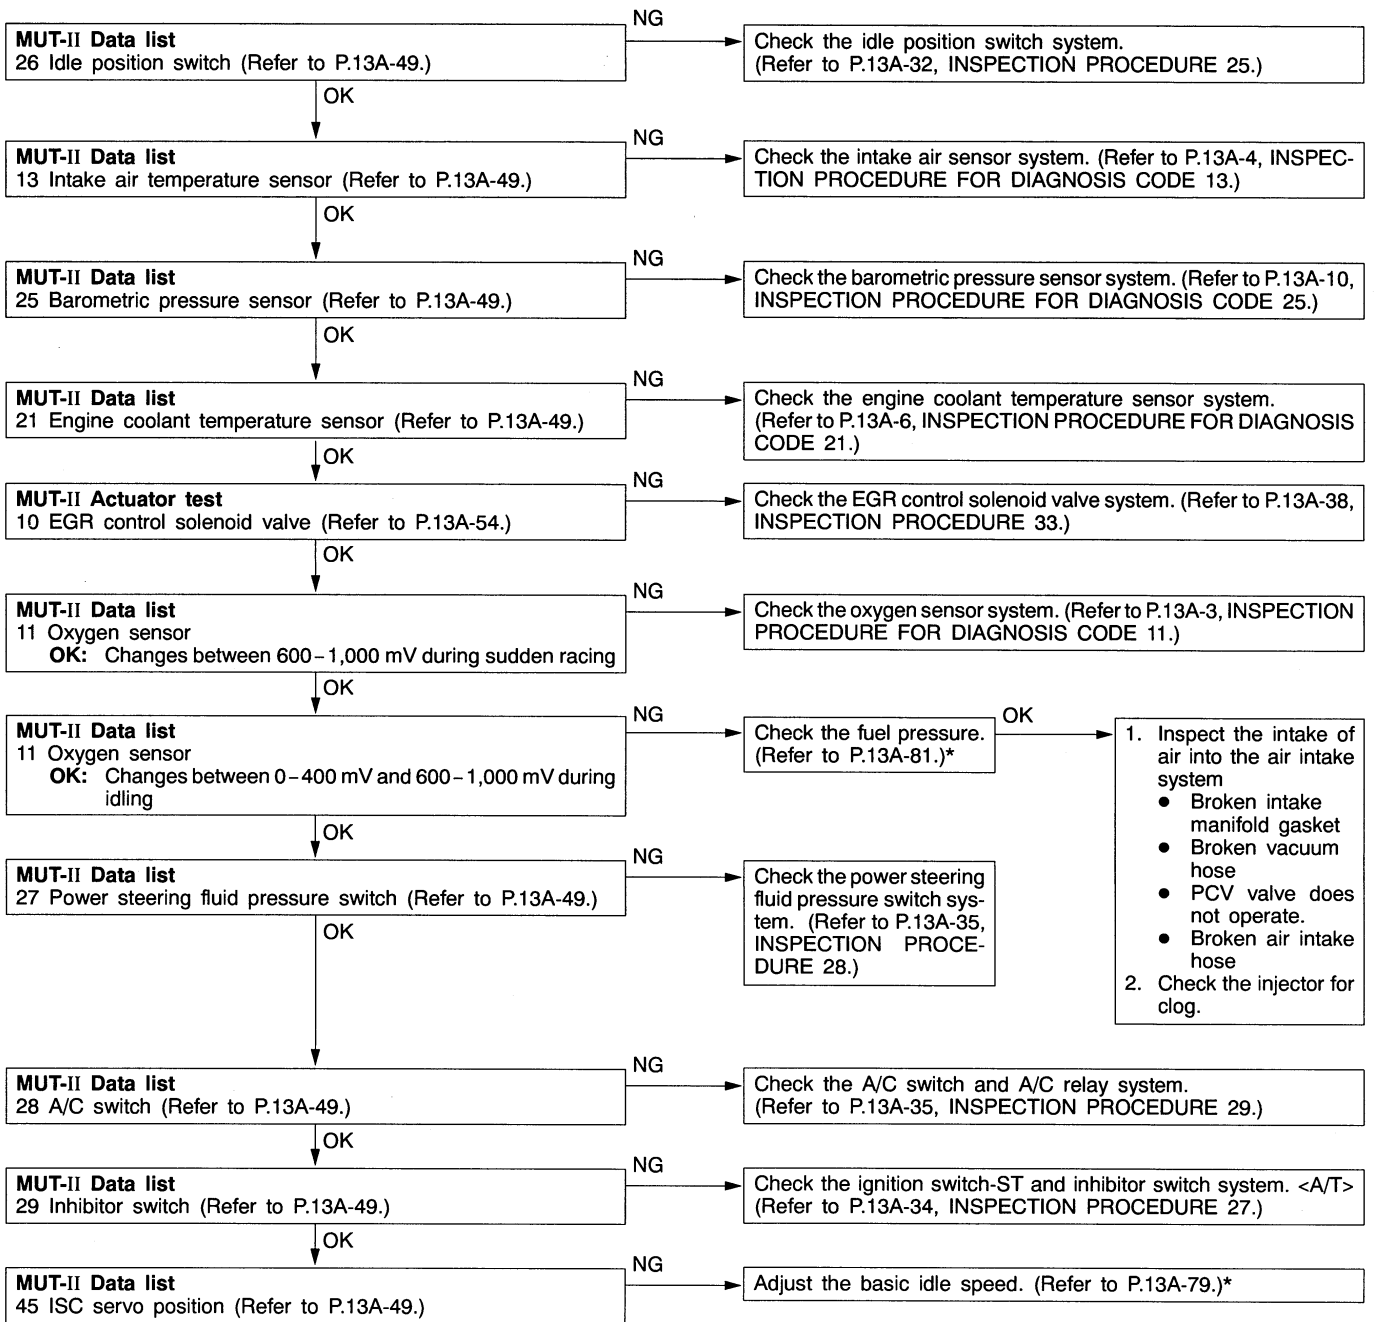 NG
MUT-II Data list
26 Idle position switch (Refer to P.13A-49.)
Check the idle position switch system.
(Refer to P.13A-32, INSPECTION PROCEDURE 25.)
OK
NG
MUT-II Data list
13 Intake air temperature sensor (Refer to P.13A-49.)
Check the intake air sensor system. (Refer to P.13A-4, INSPEC-
TION PROCEDURE FOR DIAGNOSIS CODE 13.)
OK
NG
MUT-II Data list
25 Barometric pressure sensor (Refer to P.13A-49.)
Check the barometric pressure sensor system. (Refer to P.13A-10,
INSPECTION PROCEDURE FOR DIAGNOSIS CODE 25.)
OK
NG
MUT-II Data list
21 Engine coolant temperature sensor (Refer to P.13A-49.)
Check the engine coolant temperature sensor system.
(Refer to P.13A-6, INSPECTION PROCEDURE FOR DIAGNOSIS
CODE 21.)
OK
NG
MUT-II Actuator test
10 EGR control solenoid valve (Refer to P.13A-54.)
Check the EGR control solenoid valve system. (Refer to P.13A-38,
INSPECTION PROCEDURE 33.)
OK
NG
MUT-II Data list
11 Oxygen sensor
OK: Changes between 600–1,000 mV during sudden racing
Check the oxygen sensor system. (Refer to P.13A-3, INSPECTION
PROCEDURE FOR DIAGNOSIS CODE 11.)
OK
NG
MUT-II Data list
11 Oxygen sensor
OK: Changes between 0–400 mV and 600–1,000 mV during
idling
Check the fuel pressure.
(Refer to P.13A-81.)*
OK
1. Inspect the intake of
air into the air intake
system
● Broken intake
manifold gasket
● Broken vacuum
hose
● PCV valve does
not operate.
● Broken air intake
hose
2. Check the injector for
clog.
OK
NG
MUT-II Data list
27 Power steering fluid pressure switch (Refer to P.13A-49.)
Check the power steering
fluid pressure switch sys-
tem. (Refer to P.13A-35,
INSPECTION PROCE-
DURE 28.)
OK
NG
MUT-II Data list
28 A/C switch (Refer to P.13A-49.)
Check the A/C switch and A/C relay system.
(Refer to P.13A-35, INSPECTION PROCEDURE 29.)
OK
NG
MUT-II Data list
29 Inhibitor switch (Refer to P.13A-49.)
Check the ignition switch-ST and inhibitor switch system. <A/T>
(Refer to P.13A-34, INSPECTION PROCEDURE 27.)
OK
NG
MUT-II Data list
45 ISC servo position (Refer to P.13A-49.)
Adjust the basic idle speed. (Refer to P.13A-79.)*